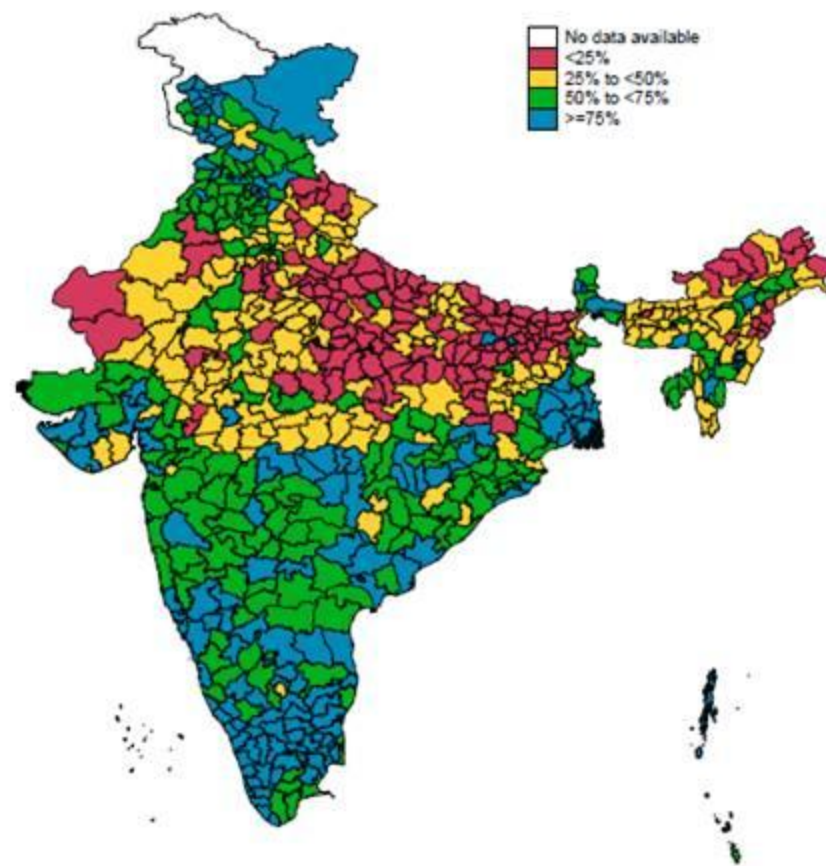 No data available
<25%
25% to <50%
50% to <75%
>=75%